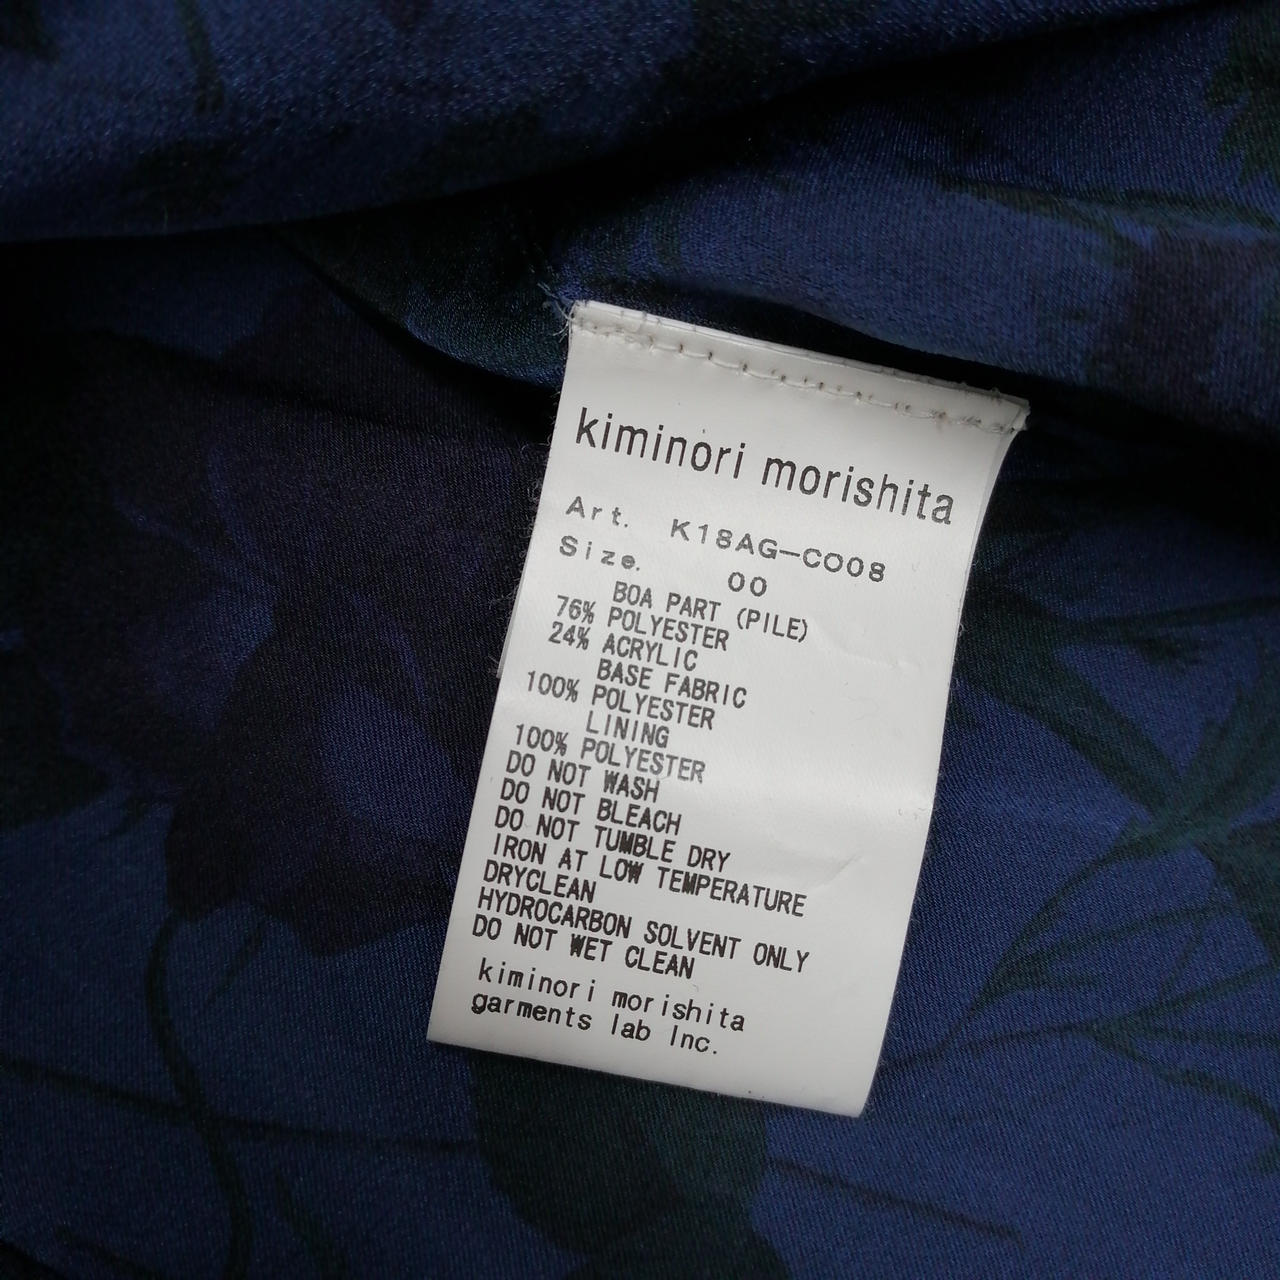 kiminori morishita
Art. K18AG-CO08
Size. 00
BOA PART (PILE)
76% POLYESTER
24% ACRYLIC
BASE FABRIC
100% POLYESTER
LINING
100% POLYESTER
DO NOT WASH
DO NOT BLEACH
DO NOT TUMBLE DRY
IRON AT LOW TEMPERATURE
DRYCLEAN
HYDROCARBON SOLVENT ONLY
DO NOT WET CLEAN
kiminori morishita
garments lab Inc.